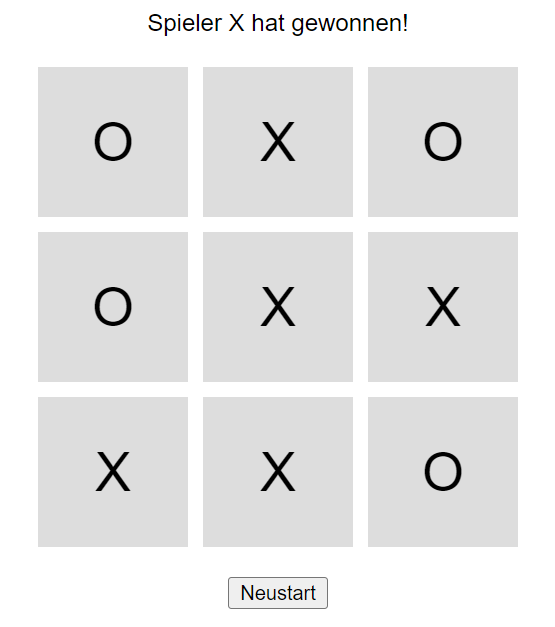 Spieler X hat gewonnen!
O X O
O X X
X X O
Neustart